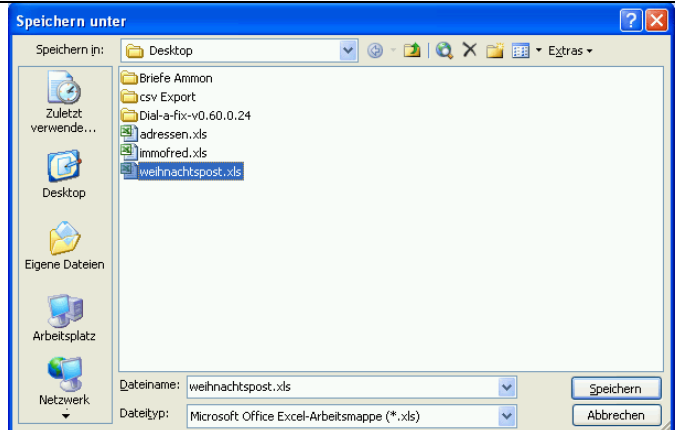 Speichern unter
Speichern in: Desktop Extras
Zuletzt verwende...
Desktop
Eigene Dateien
Arbeitsplatz
Netzwerk
Briefe Ammon
csv Export
Dial-a-fix-v0.60.0.24
adressen.xls
immofred.xls
weihnachtspost.xls
Dateiname: weihnachtspost.xls Speichern
Dateityp: Microsoft Office Excel-Arbeitsmappe (*.xls) Abbrechen